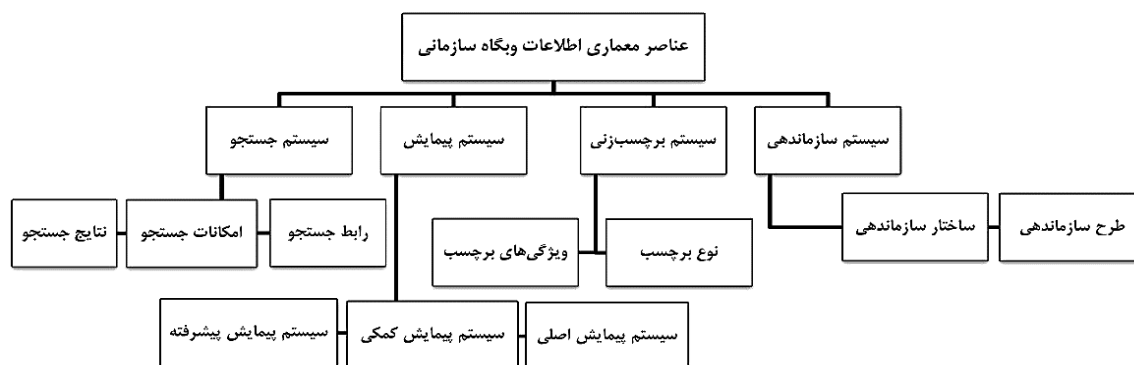 عناصر معماری اطلاعات وبگاه سازمانی
سیستم سازماندهی
سیستم برچسب‌زنی
سیستم پیمایش
سیستم جستجو
طرح سازماندهی
ساختار سازماندهی
نوع برچسب
ویژگی‌های برچسب
رابط جستجو
امکانات جستجو
نتایج جستجو
سیستم پیمایش اصلی
سیستم پیمایش کمکی
سیستم پیمایش پیشرفته